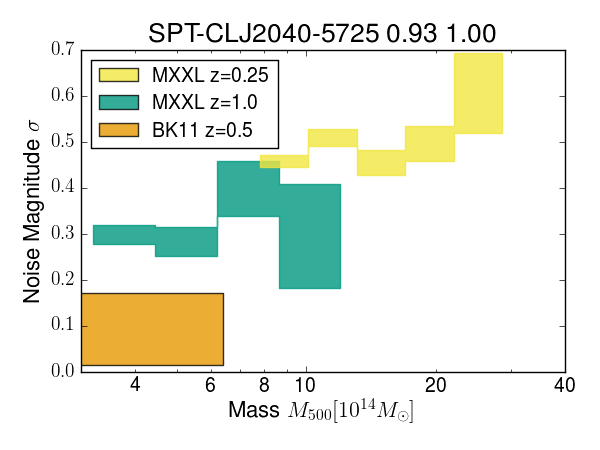 SPT-CLJ2040-5725 0.93 1.00
MXXL z=0.25
MXXL z=1.0
BK11 z=0.5
Noise Magnitude σ
0.7
0.6
0.5
0.4
0.3
0.2
0.1
0.0
4 6 8 10 20 40
Mass M₅₀₀[10¹⁴M☉]